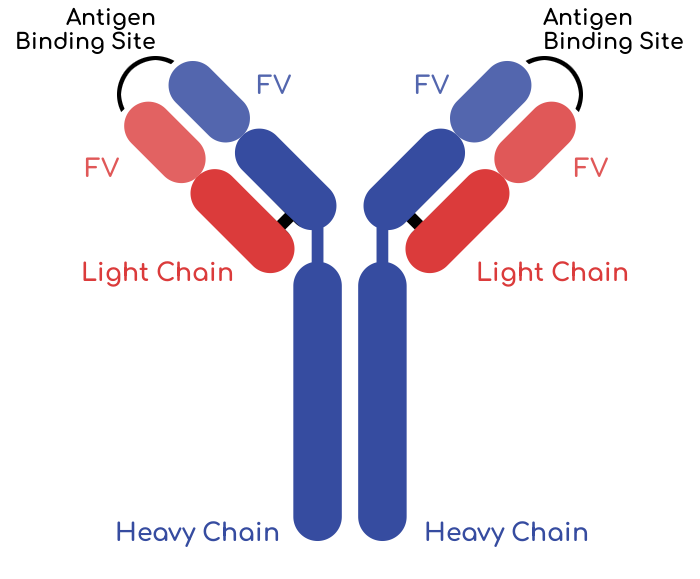 Antigen
Binding Site
Antigen
Binding Site
FV
FV
FV
FV
Light Chain
Light Chain
Heavy Chain
Heavy Chain